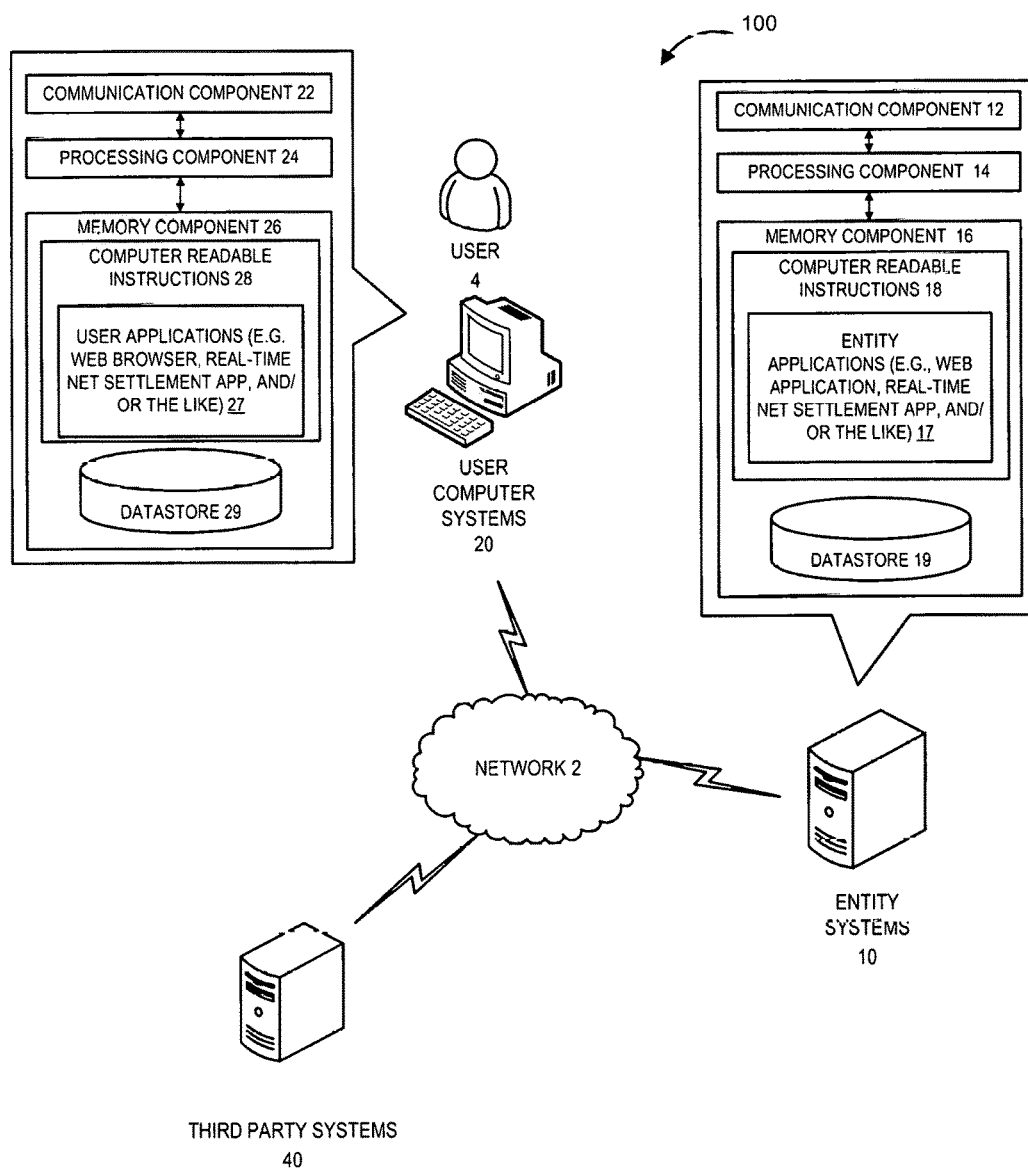 100
COMMUNICATION COMPONENT 22
PROCESSING COMPONENT 24
MEMORY COMPONENT 26
COMPUTER READABLE
INSTRUCTIONS 28
USER APPLICATIONS (E.G.
WEB BROWSER, REAL-TIME
NET SETTLEMENT APP, AND/
OR THE LIKE) 27
DATASTORE 29
USER
4
USER
COMPUTER
SYSTEMS
20
COMMUNICATION COMPONENT 12
PROCESSING COMPONENT 14
MEMORY COMPONENT 16
COMPUTER READABLE
INSTRUCTIONS 18
ENTITY
APPLICATIONS (E.G., WEB
APPLICATION, REAL-TIME
NET SETTLEMENT APP, AND/
OR THE LIKE) 17
DATASTORE 19
NETWORK 2
ENTITY
SYSTEMS
10
THIRD PARTY SYSTEMS
40